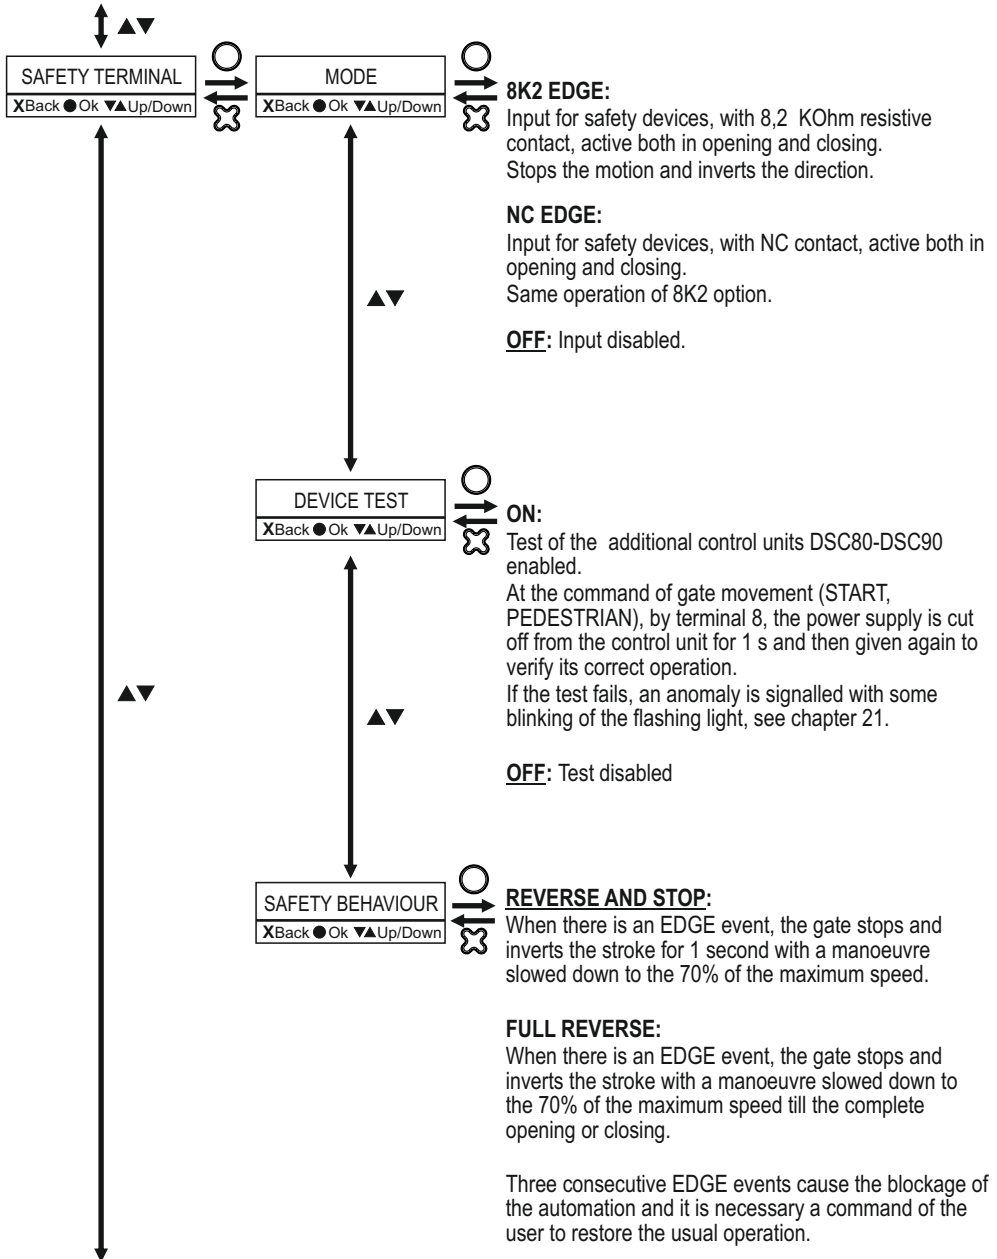 SAFETY TERMINAL
XBack ●Ok ▼▲Up/Down
MODE
XBack ●Ok ▼▲Up/Down
8K2 EDGE:
Input for safety devices, with 8,2  KOhm resistive
contact, active both in opening and closing.
Stops the motion and inverts the direction.
NC EDGE:
Input for safety devices, with NC contact, active both in
opening and closing.
Same operation of 8K2 option.
OFF: Input disabled.
DEVICE TEST
XBack ●Ok ▼▲Up/Down
ON:
Test of the  additional control units DSC80-DSC90
enabled.
At the command of gate movement (START,
PEDESTRIAN), by terminal 8, the power supply is cut
off from the control unit for 1 s and then given again to
verify its correct operation.
If the test fails, an anomaly is signalled with some
blinking of the flashing light, see chapter 21.
OFF: Test disabled
SAFETY BEHAVIOUR
XBack ●Ok ▼▲Up/Down
REVERSE AND STOP:
When there is an EDGE event, the gate stops and
inverts the stroke for 1 second with a manoeuvre
slowed down to the 70% of the maximum speed.
FULL REVERSE:
When there is an EDGE event, the gate stops and
inverts the stroke with a manoeuvre slowed down to
the 70% of the maximum speed till the complete
opening or closing.
Three consecutive EDGE events cause the blockage of
the automation and it is necessary a command of the
user to restore the usual operation.